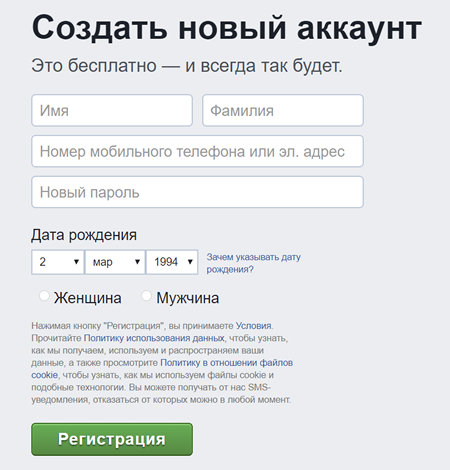 Создать новый аккаунт
Это бесплатно — и всегда так будет.
Имя Фамилия
Номер мобильного телефона или эл. адрес
Новый пароль
Дата рождения
2 мар 1994 Зачем указывать дату
рождения?
Женщина Мужчина
Нажимая кнопку "Регистрация", вы принимаете Условия.
Прочитайте Политику использования данных, чтобы узнать,
как мы получаем, используем и распространяем ваши
данные, а также просмотрите Политику в отношении файлов
cookie, чтобы узнать, как мы используем файлы cookie и
подобные технологии. Вы можете получать от нас SMS-
уведомления, отказаться от которых можно в любой момент.
Регистрация